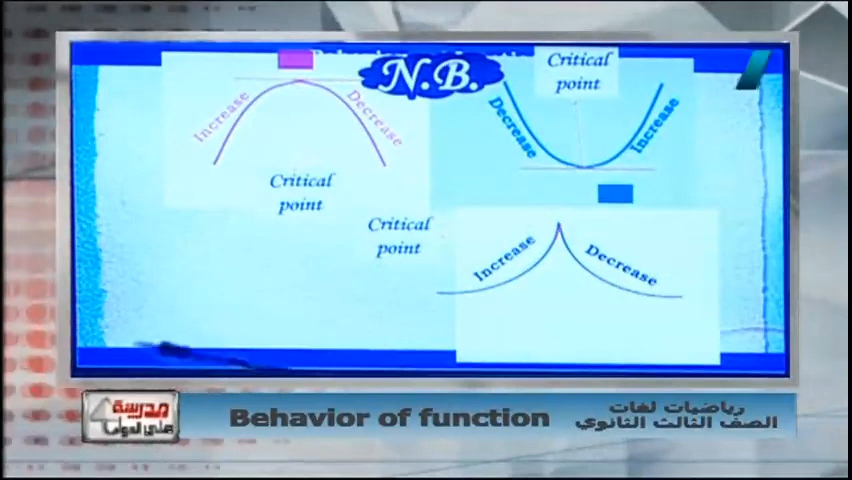 N.B.
Critical
point
Increase
Decrease
Decrease
Increase
Critical
point
Critical
point
Increase
Decrease
مدرسة
على الهواء
Behavior of function
رياضيات لغات
الصف الثالث الثانوي